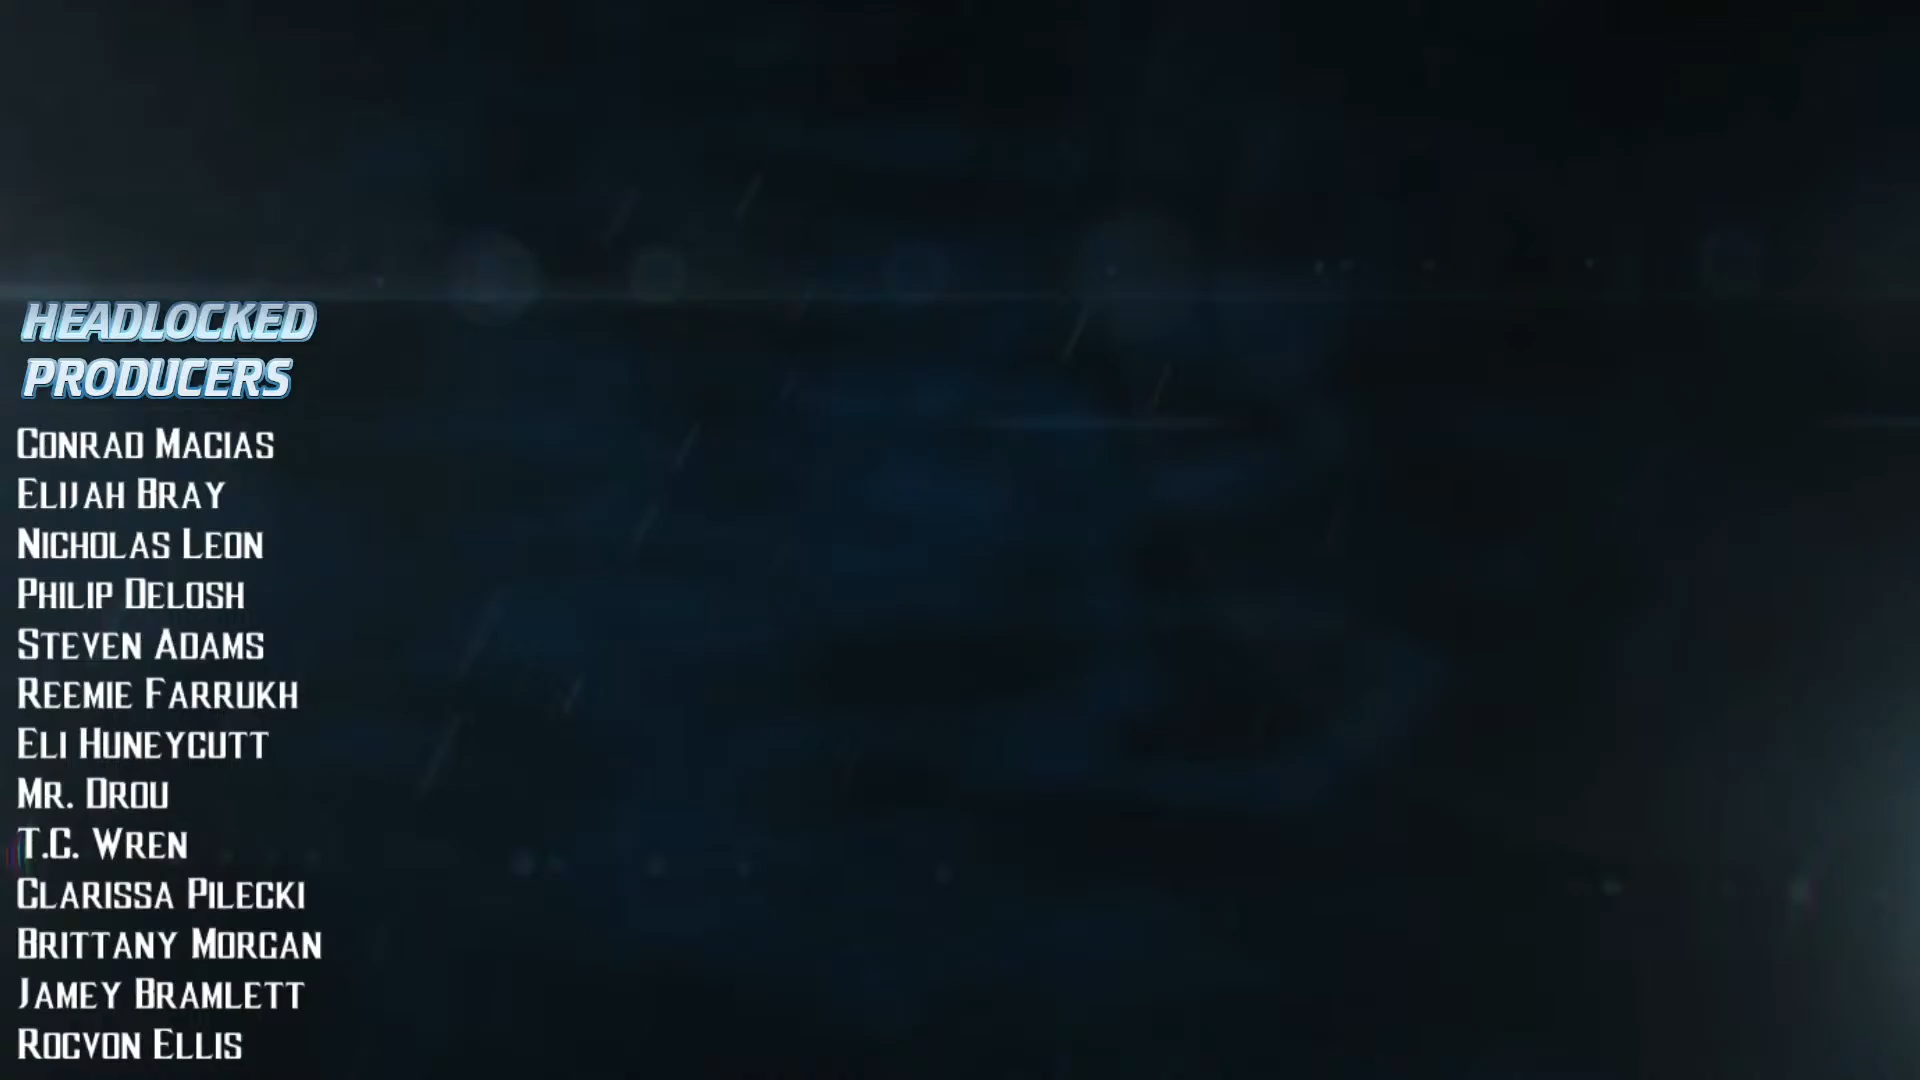 HEADLOCKED
PRODUCERS
CONRAD MACIAS
ELIJAH BRAY
NICHOLAS LEON
PHILIP DELOSH
STEVEN ADAMS
REEMIE FARRUKH
ELI HUNEYCUTT
MR. DROU
T.C. WREN
CLARISSA PILECKI
BRITTANY MORGAN
JAMEY BRAMLETT
ROCVON ELLIS